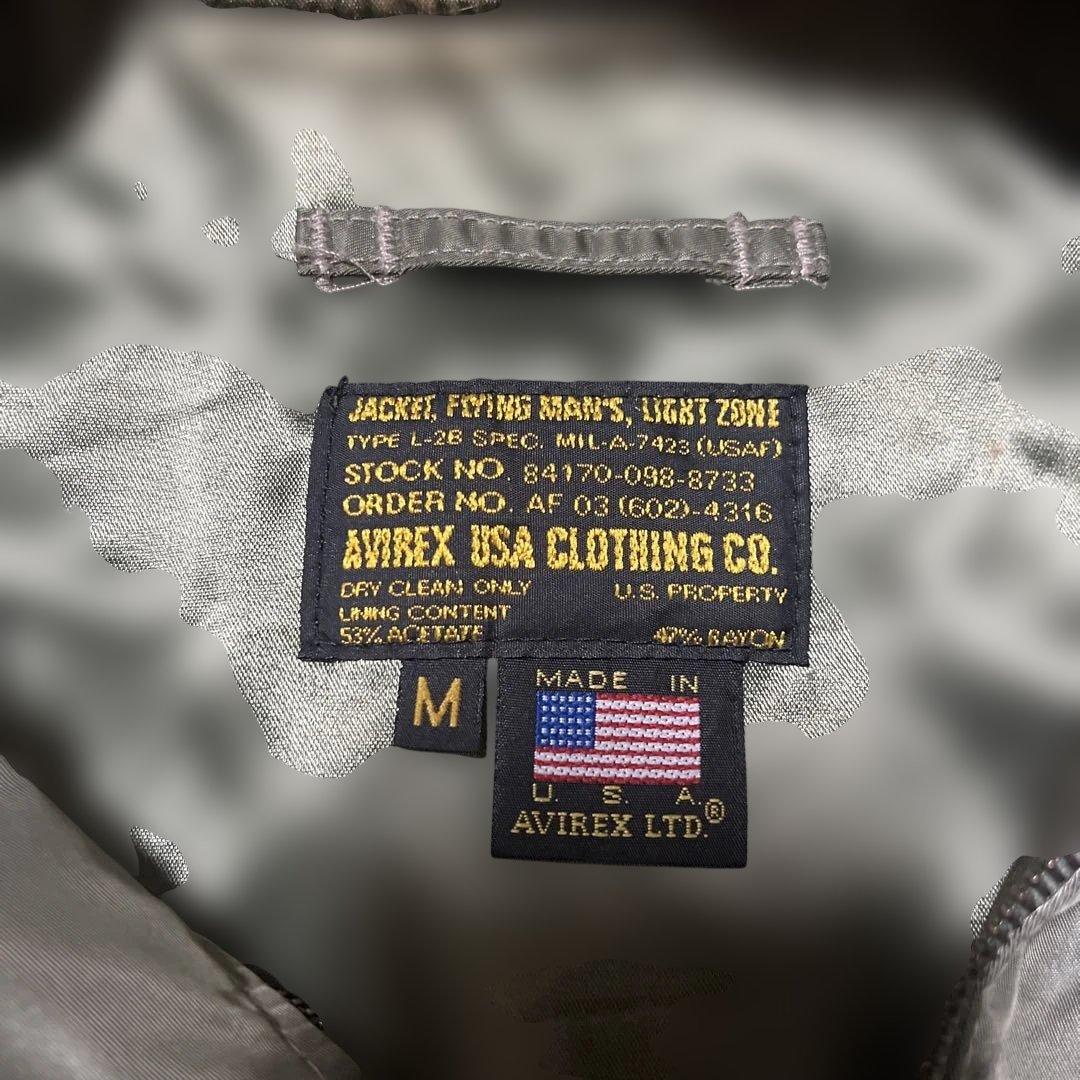 JACKET, FLYING MAN'S, LIGHT ZONE
TYPE L-2B SPEC. MIL-A-7423 (USAF)
STOCK NO. 84170-098-8733
ORDER NO. AF 03 (602)-4316
AVIREX USA CLOTHING CO.
DRY CLEAN ONLY U.S. PROPERTY
LINING CONTENT
53% ACETATE 47% RAYON
M
MADE IN
U. S. A.
AVIREX LTD.®